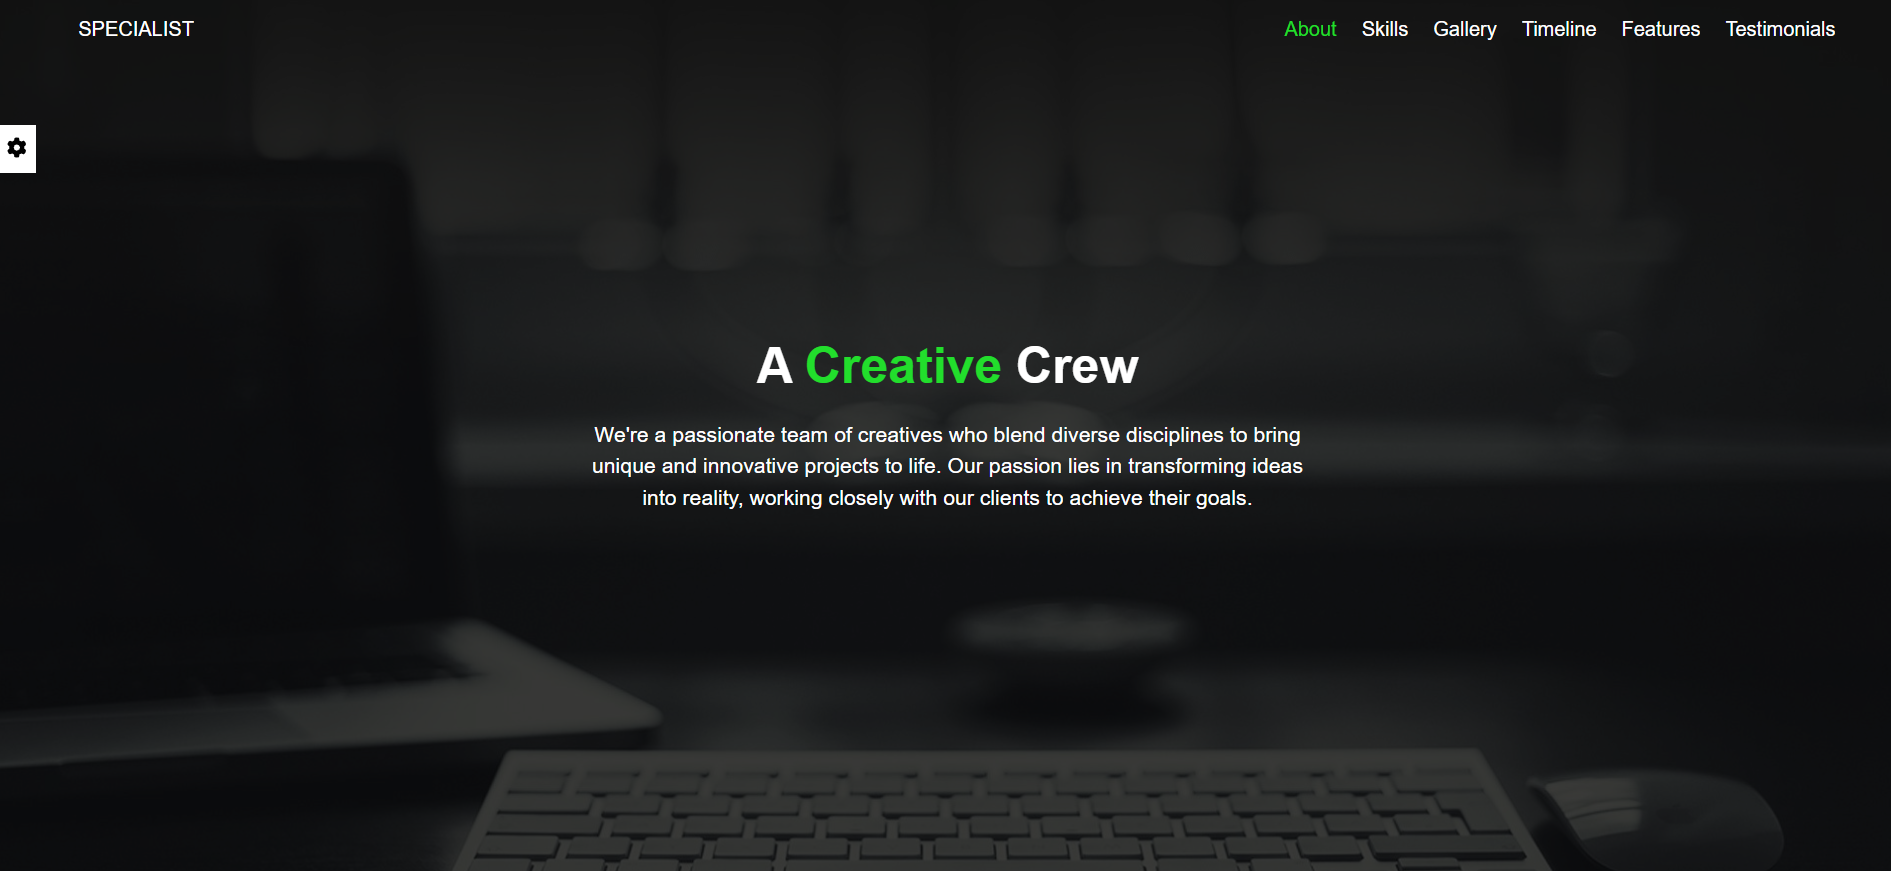 SPECIALIST
About Skills Gallery Timeline Features Testimonials
A Creative Crew
We're a passionate team of creatives who blend diverse disciplines to bring
unique and innovative projects to life. Our passion lies in transforming ideas
into reality, working closely with our clients to achieve their goals.